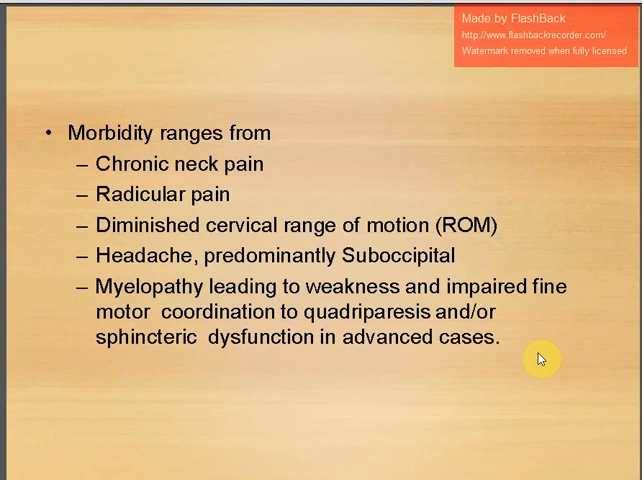 Made by FlashBack
http://www.flashbackrecorder.com/
Watermark removed when fully licensed
• Morbidity ranges from
– Chronic neck pain
– Radicular pain
– Diminished cervical range of motion (ROM)
– Headache, predominantly Suboccipital
– Myelopathy leading to weakness and impaired fine
motor  coordination to quadriparesis and/or
sphincteric  dysfunction in advanced cases.